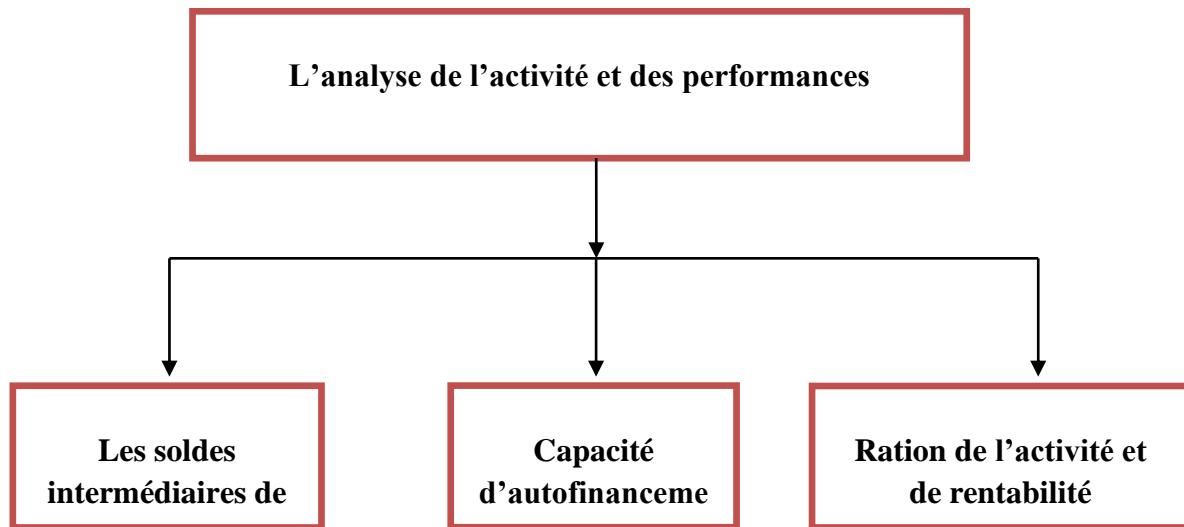 L’analyse de l’activité et des performances
Les soldes
intermédiaires de
Capacité
d’autofinanceme
Ration de l’activité et
de rentabilité